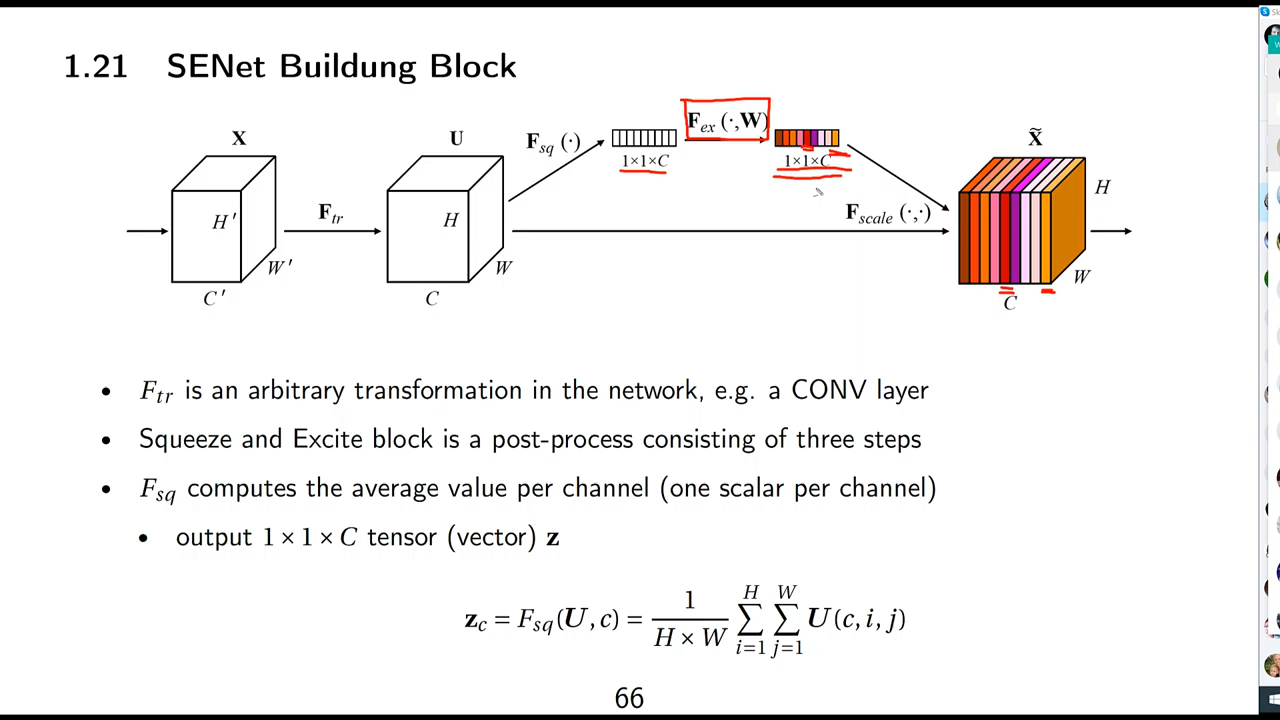 1.21 SENet Buildung Block
X
U
F_sq (·)
1×1×C
F_ex (·,W)
1×1×C
X̃
H′
F_tr
H
F_scale (·,·)
H
W′
W
W
C′
C
C
• F_tr is an arbitrary transformation in the network, e.g. a CONV layer
• Squeeze and Excite block is a post-process consisting of three steps
• F_sq computes the average value per channel (one scalar per channel)
• output 1 × 1 × C tensor (vector) z
z_c = F_sq(U, c) = 1/(H × W) ∑_{i=1}^{H} ∑_{j=1}^{W} U(c, i, j)
66